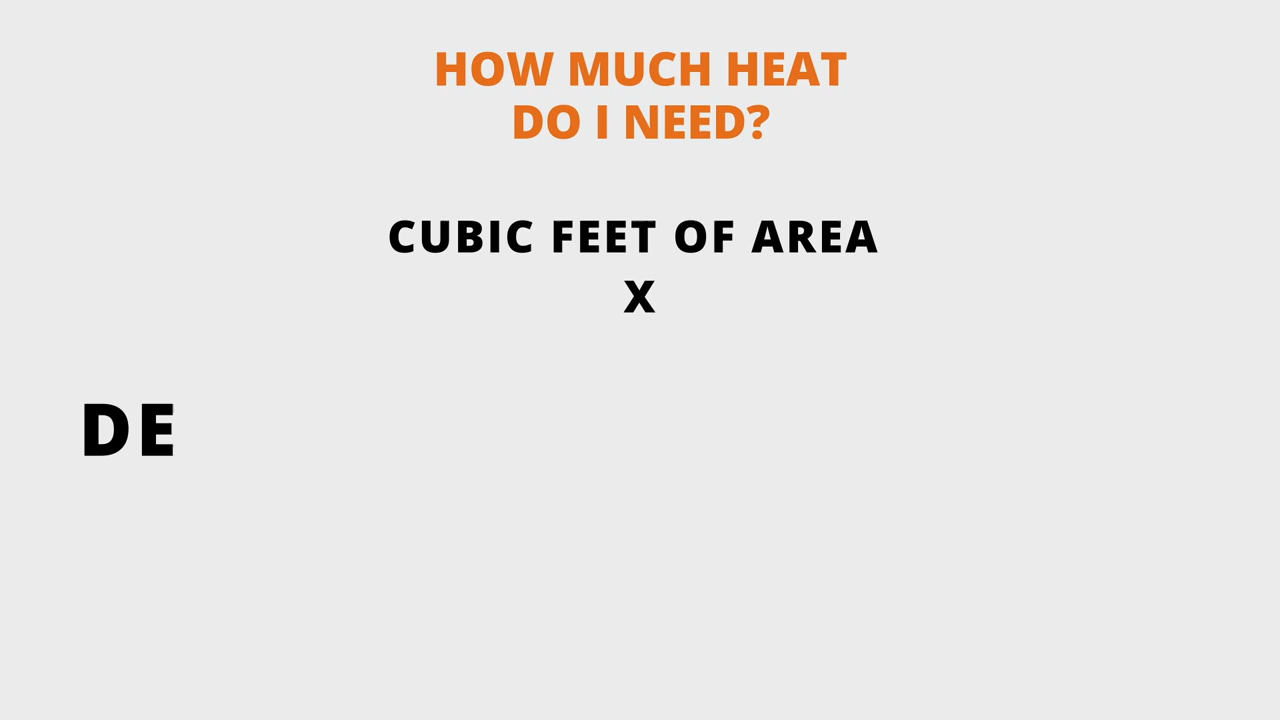 HOW MUCH HEAT
DO I NEED?
CUBIC FEET OF AREA
X
DE